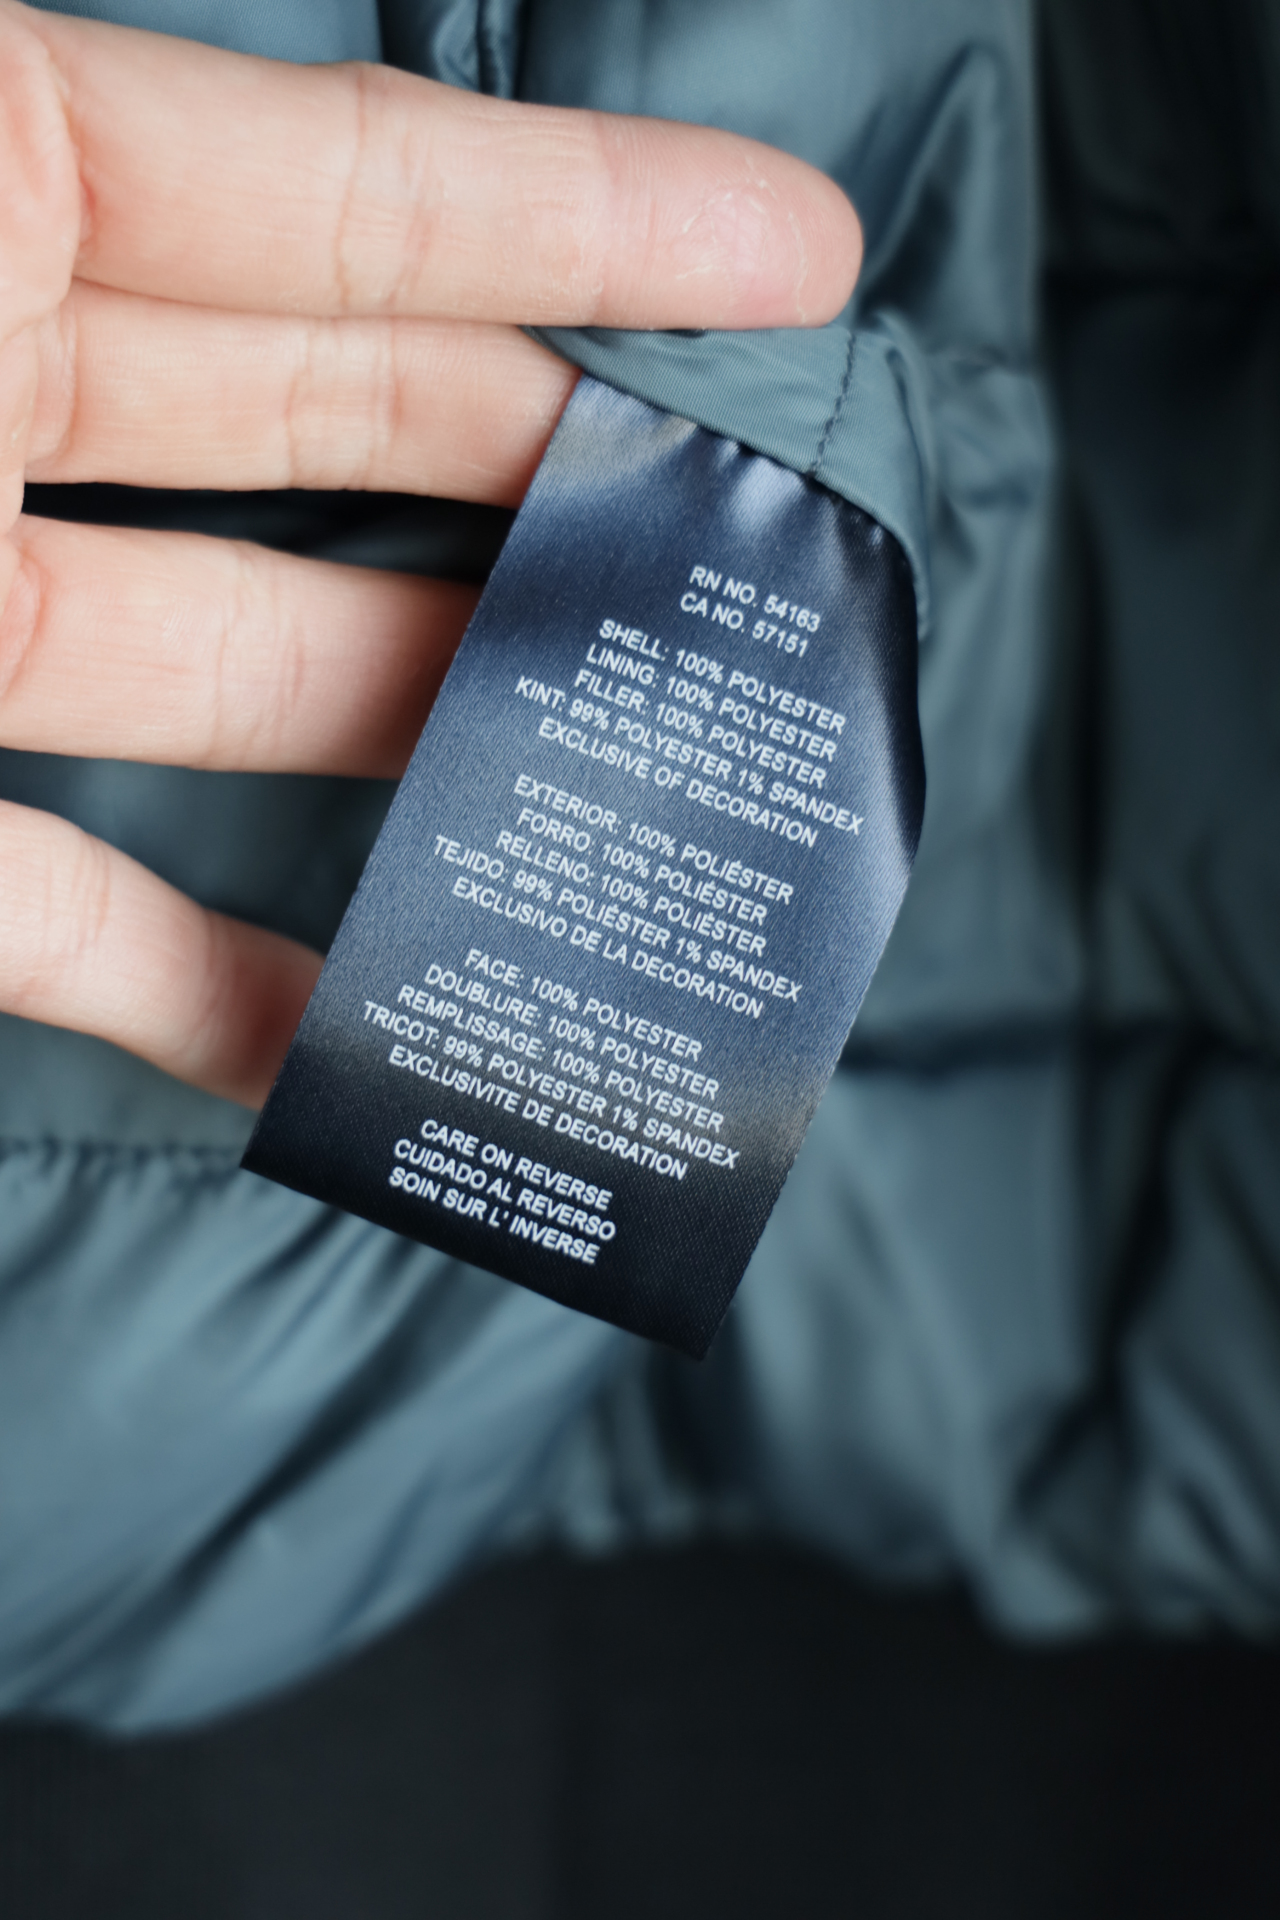 RN NO. 54163
CA NO. 57151
SHELL: 100% POLYESTER
LINING: 100% POLYESTER
FILLER: 100% POLYESTER
KINT: 99% POLYESTER 1% SPANDEX
EXCLUSIVE OF DECORATION
EXTERIOR: 100% POLIÉSTER
FORRO: 100% POLIÉSTER
RELLENO: 100% POLIÉSTER
TEJIDO: 99% POLIÉSTER 1% SPANDEX
EXCLUSIVO DE LA DECORATION
FACE: 100% POLYESTER
DOUBLURE: 100% POLYESTER
REMPLISSAGE: 100% POLYESTER
TRICOT: 99% POLYESTER 1% SPANDEX
EXCLUSIVITE DE DECORATION
CARE ON REVERSE
CUIDADO AL REVERSO
SOIN SUR L' INVERSE